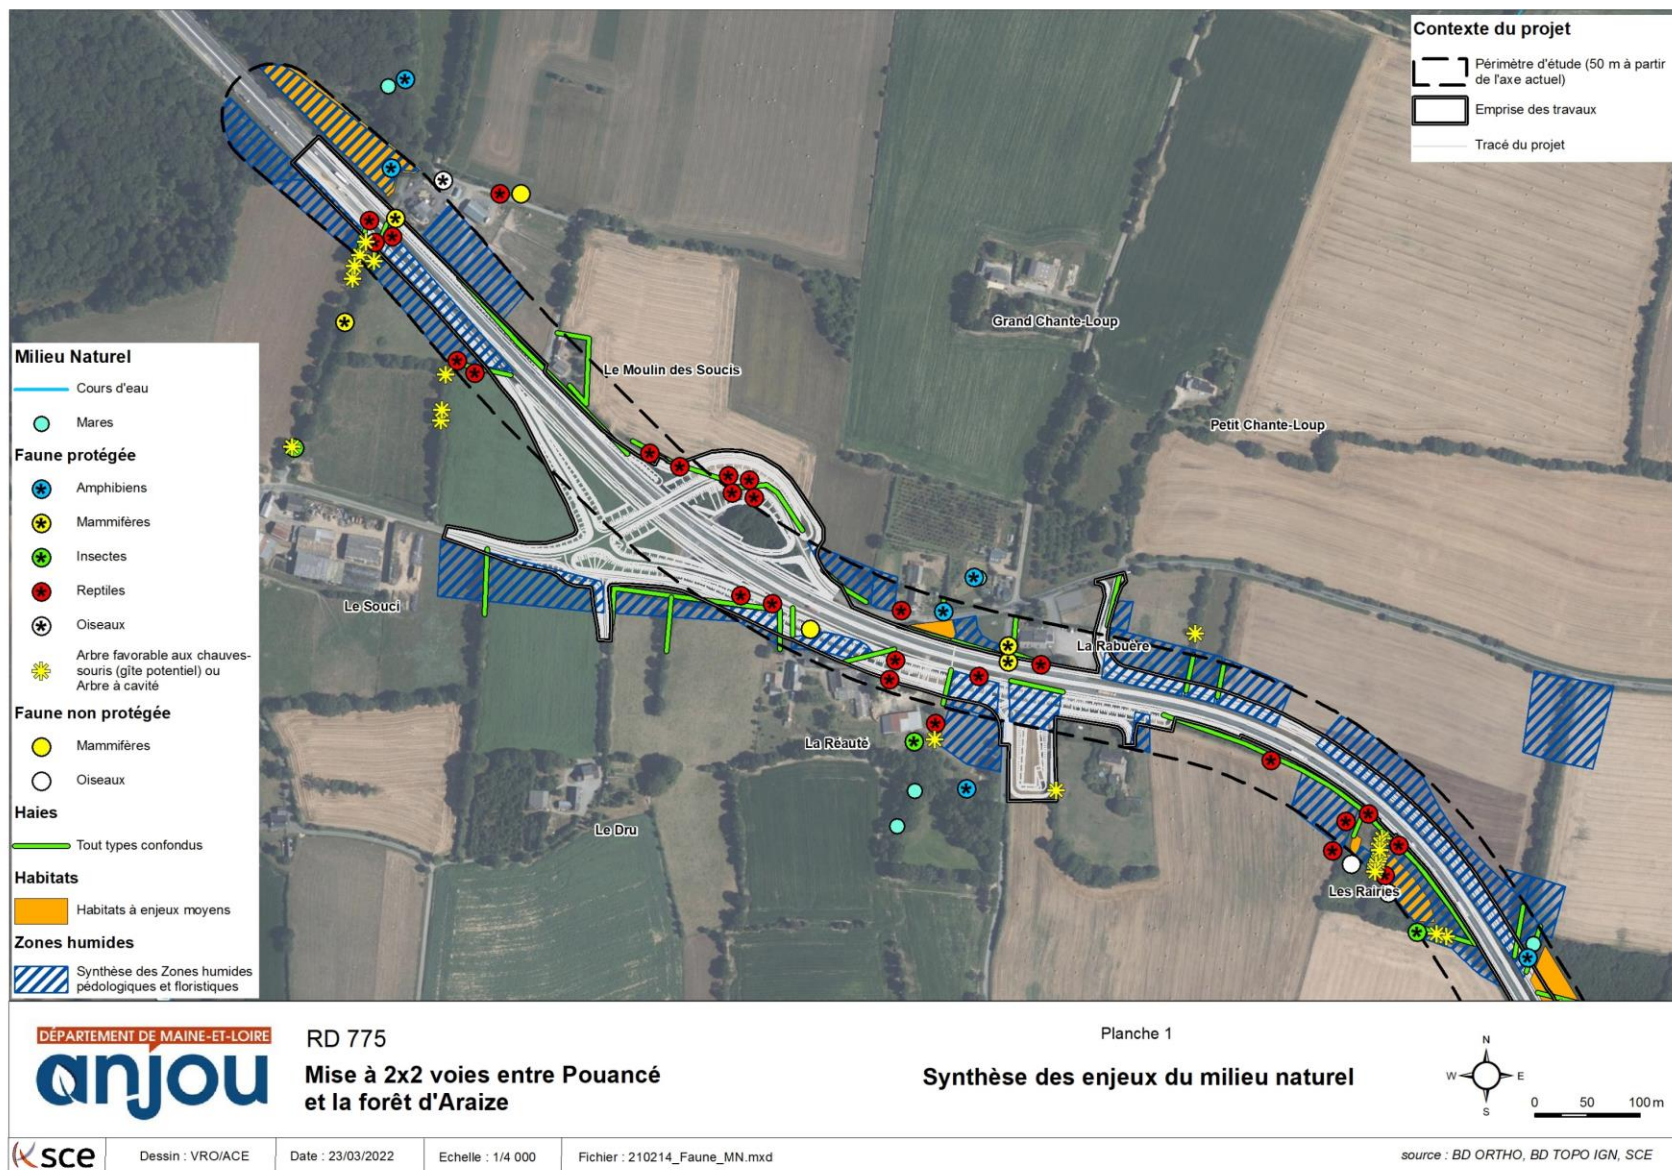 Contexte du projet
Périmètre d'étude (50 m à partir
de l'axe actuel)
Emprise des travaux
Tracé du projet
Grand Chante-Loup
Le Moulin des Soucis
Petit Chante-Loup
Le Souci
La Rabuère
La Réauté
Le Dru
Les Rairies
Milieu Naturel
Cours d'eau
Mares
Faune protégée
Amphibiens
Mammifères
Insectes
Reptiles
Oiseaux
Arbre favorable aux chauves-
souris (gîte potentiel) ou
Arbre à cavité
Faune non protégée
Mammifères
Oiseaux
Haies
Tout types confondus
Habitats
Habitats à enjeux moyens
Zones humides
Synthèse des Zones humides
pédologiques et floristiques
DÉPARTEMENT DE MAINE-ET-LOIRE
anjou
RD 775
Mise à 2x2 voies entre Pouancé
et la forêt d'Araize
Planche 1
Synthèse des enjeux du milieu naturel
N
W E
S
0 50 100 m
sce
Dessin : VRO/ACE
Date : 23/03/2022
Echelle : 1/4 000
Fichier : 210214_Faune_MN.mxd
source : BD ORTHO, BD TOPO IGN, SCE